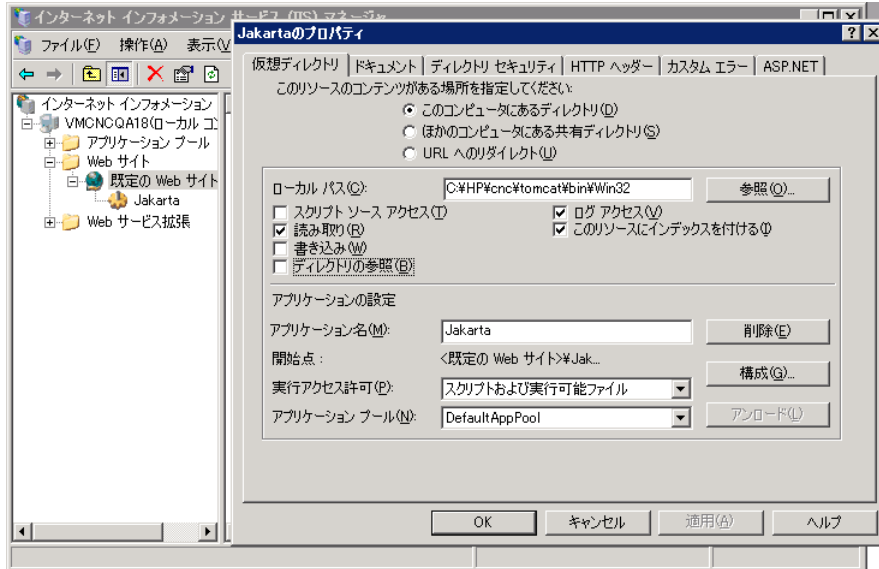 インターネット インフォメーション サービス (IIS) マネージャ
ファイル(F) 操作(A) 表示(V
インターネット インフォメーション
VMCNCQA18(ローカル コ
アプリケーション プール
Web サイト
既定の Web サイト
Jakarta
Web サービス拡張
Jakartaのプロパティ
仮想ディレクトリ ドキュメント ディレクトリ セキュリティ HTTP ヘッダー カスタム エラー ASP.NET
このリソースのコンテンツがある場所を指定してください:
このコンピュータにあるディレクトリ(D)
ほかのコンピュータにある共有ディレクトリ(S)
URL へのリダイレクト(U)
ローカル パス(C): C:¥HP¥cnc¥tomcat¥bin¥Win32 参照(O)...
スクリプト ソース アクセス(T) ログ アクセス(V)
読み取り(R) このリソースにインデックスを付ける(I)
書き込み(W)
ディレクトリの参照(B)
アプリケーションの設定
アプリケーション名(M): Jakarta 削除(E)
開始点 : <既定の Web サイト>¥Jak...
構成(G)...
実行アクセス許可(P): スクリプトおよび実行可能ファイル
アプリケーション プール(N): DefaultAppPool アンロード(L)
OK キャンセル 適用(A) ヘルプ